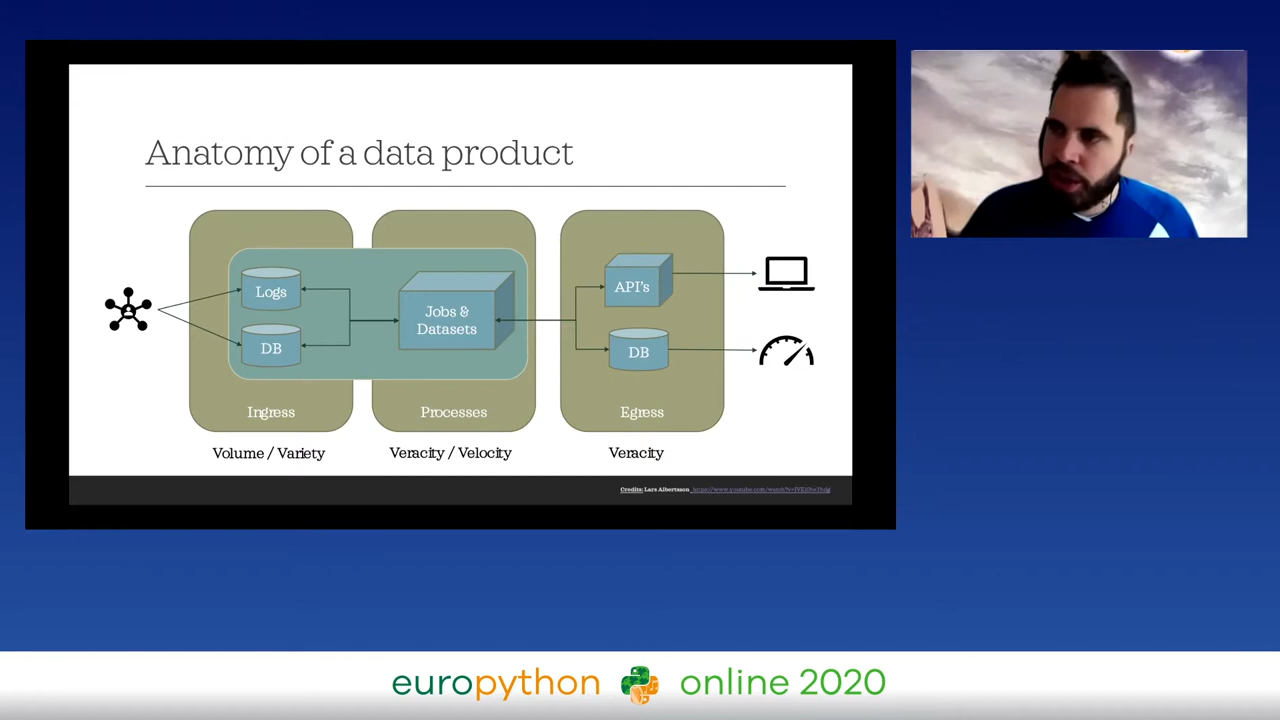 Anatomy of a data product
Logs
DB
Jobs &
Datasets
API's
DB
Ingress
Processes
Egress
Volume / Variety
Veracity / Velocity
Veracity
Credits: Lars Albertsson
europython online 2020